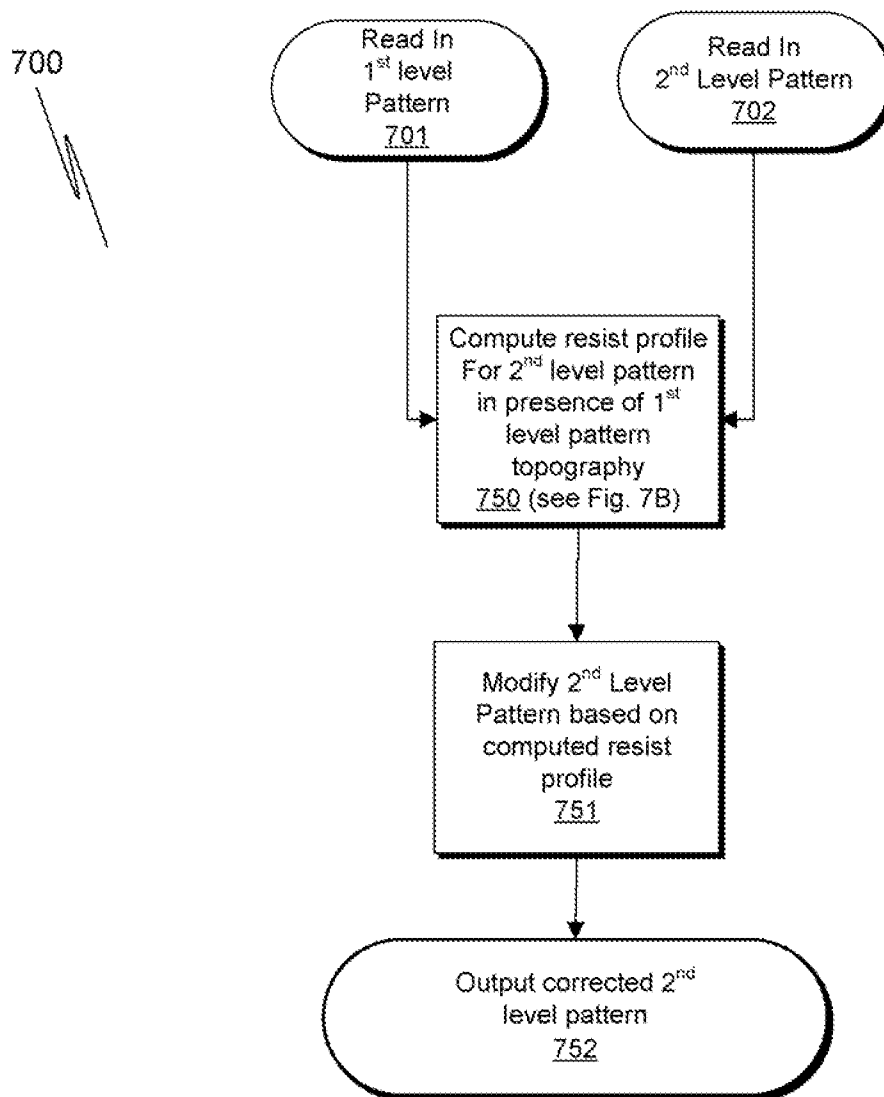 700
Read In
1st level
Pattern
701
Read In
2nd Level Pattern
702
Compute resist profile
For 2nd level pattern
in presence of 1st
level pattern
topography
750 (see Fig. 7B)
Modify 2nd Level
Pattern based on
computed resist
profile
751
Output corrected 2nd
level pattern
752